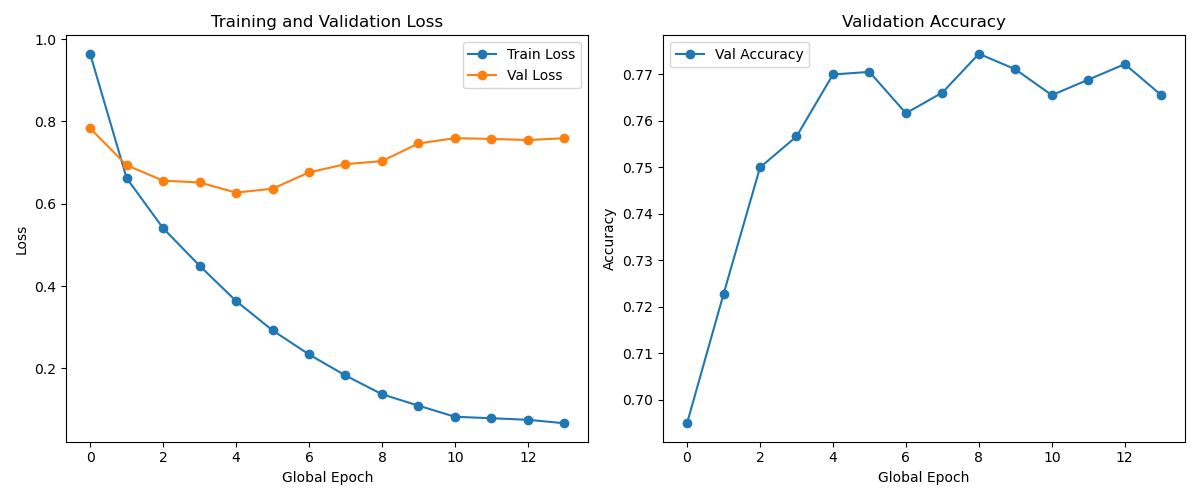 Training and Validation Loss
1.0
0.8
0.6
0.4
0.2
Loss
Train Loss
Val Loss
0 2 4 6 8 10 12
Global Epoch
Validation Accuracy
0.77
0.76
0.75
0.74
0.73
0.72
0.71
0.70
Accuracy
Val Accuracy
0 2 4 6 8 10 12
Global Epoch